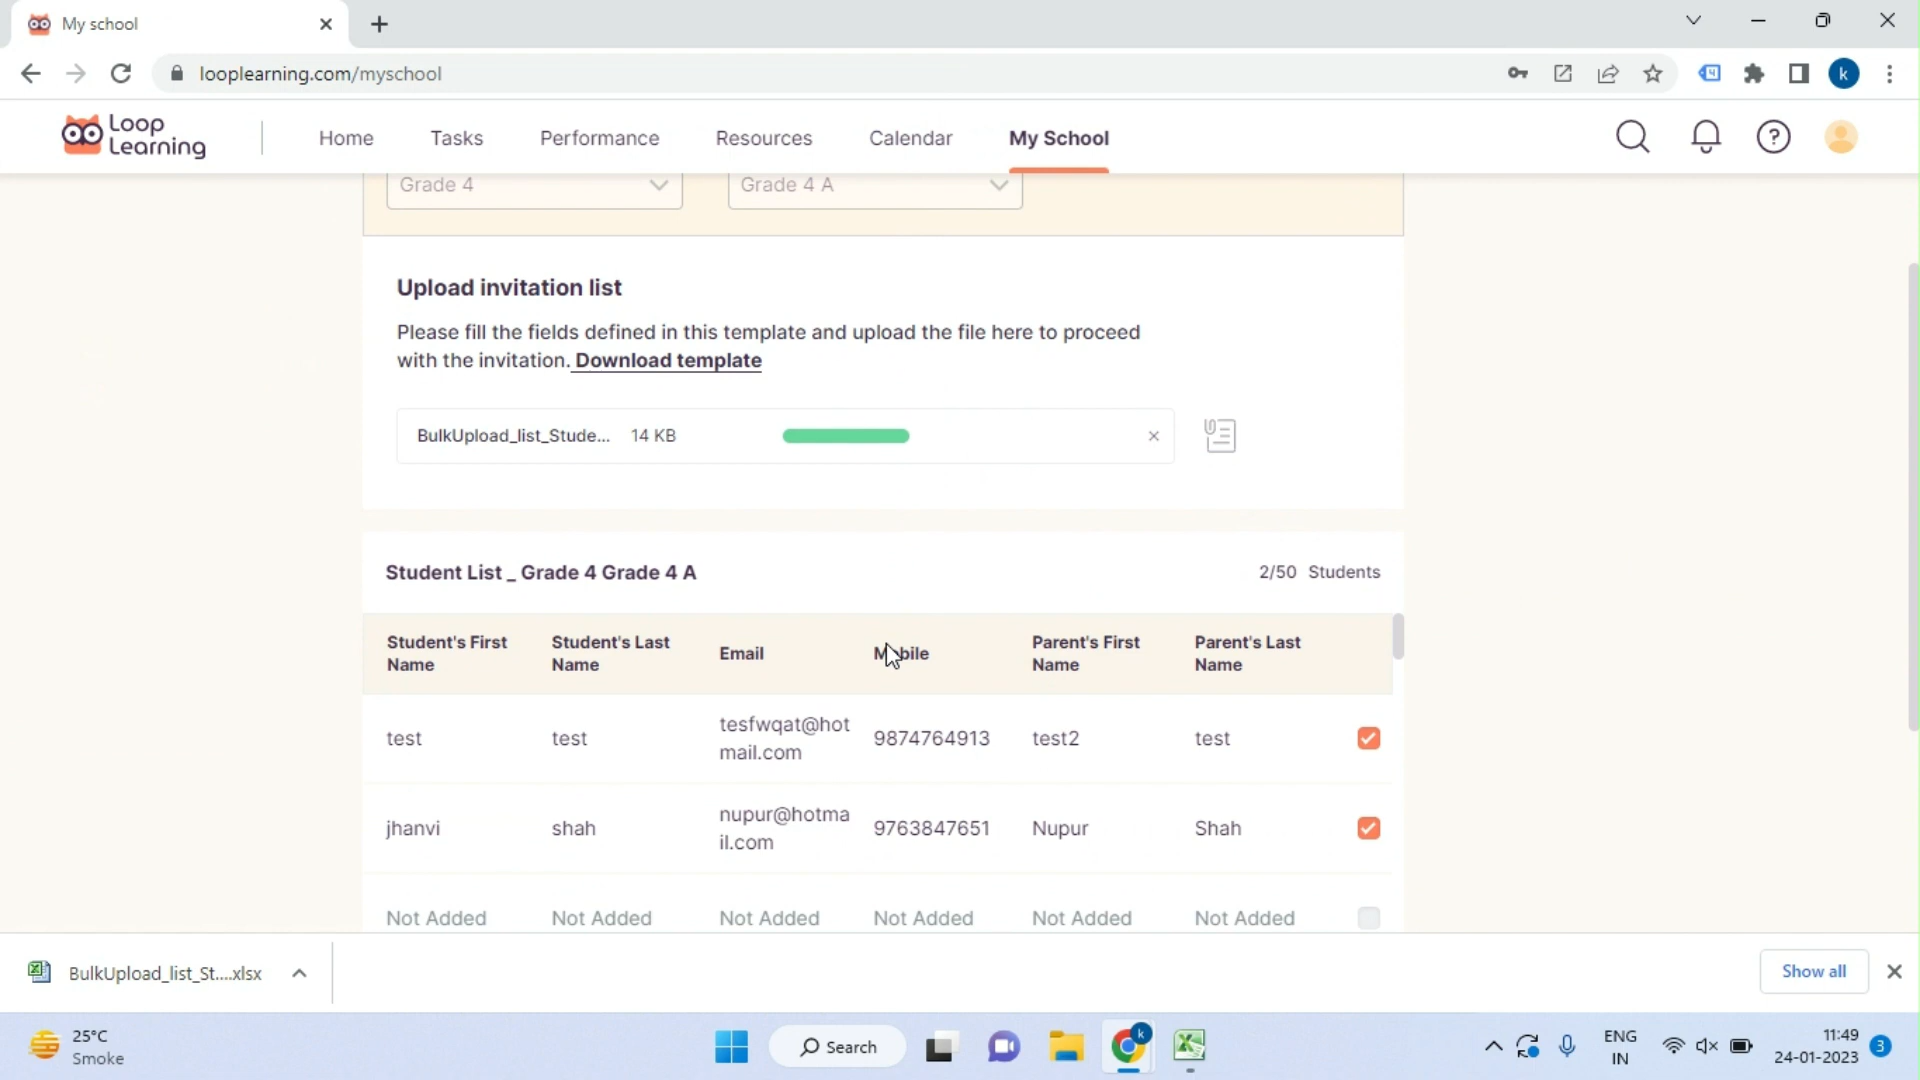 My school
looplearning.com/myschool
k
Loop Learning
Home Tasks Performance Resources Calendar My School
Grade 4 Grade 4 A
Upload invitation list
Please fill the fields defined in this template and upload the file here to proceed
with the invitation. Download template
BulkUpload_list_Stude... 14 KB
Student List _ Grade 4 Grade 4 A 2/50 Students
Student's First Name Student's Last Name Email Mobile Parent's First Name Parent's Last Name
test test tesfwqat@hotmail.com 9874764913 test2 test
jhanvi shah nupur@hotmail.com 9763847651 Nupur Shah
Not Added Not Added Not Added Not Added Not Added Not Added
BulkUpload_list_St....xlsx Show all
25°C
Smoke
Search
k
ENG
IN
11:49
24-01-2023
3